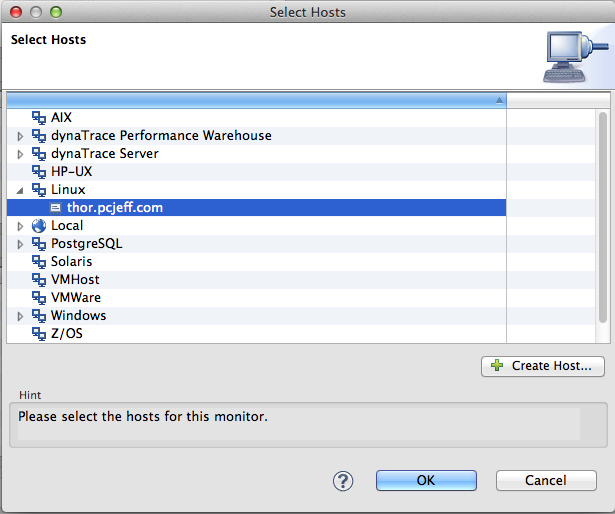 Select Hosts
Select Hosts
AIX
dynaTrace Performance Warehouse
dynaTrace Server
HP-UX
Linux
thor.pcjeff.com
Local
PostgreSQL
Solaris
VMHost
VMWare
Windows
Z/OS
Create Host...
Hint
Please select the hosts for this monitor.
? OK Cancel